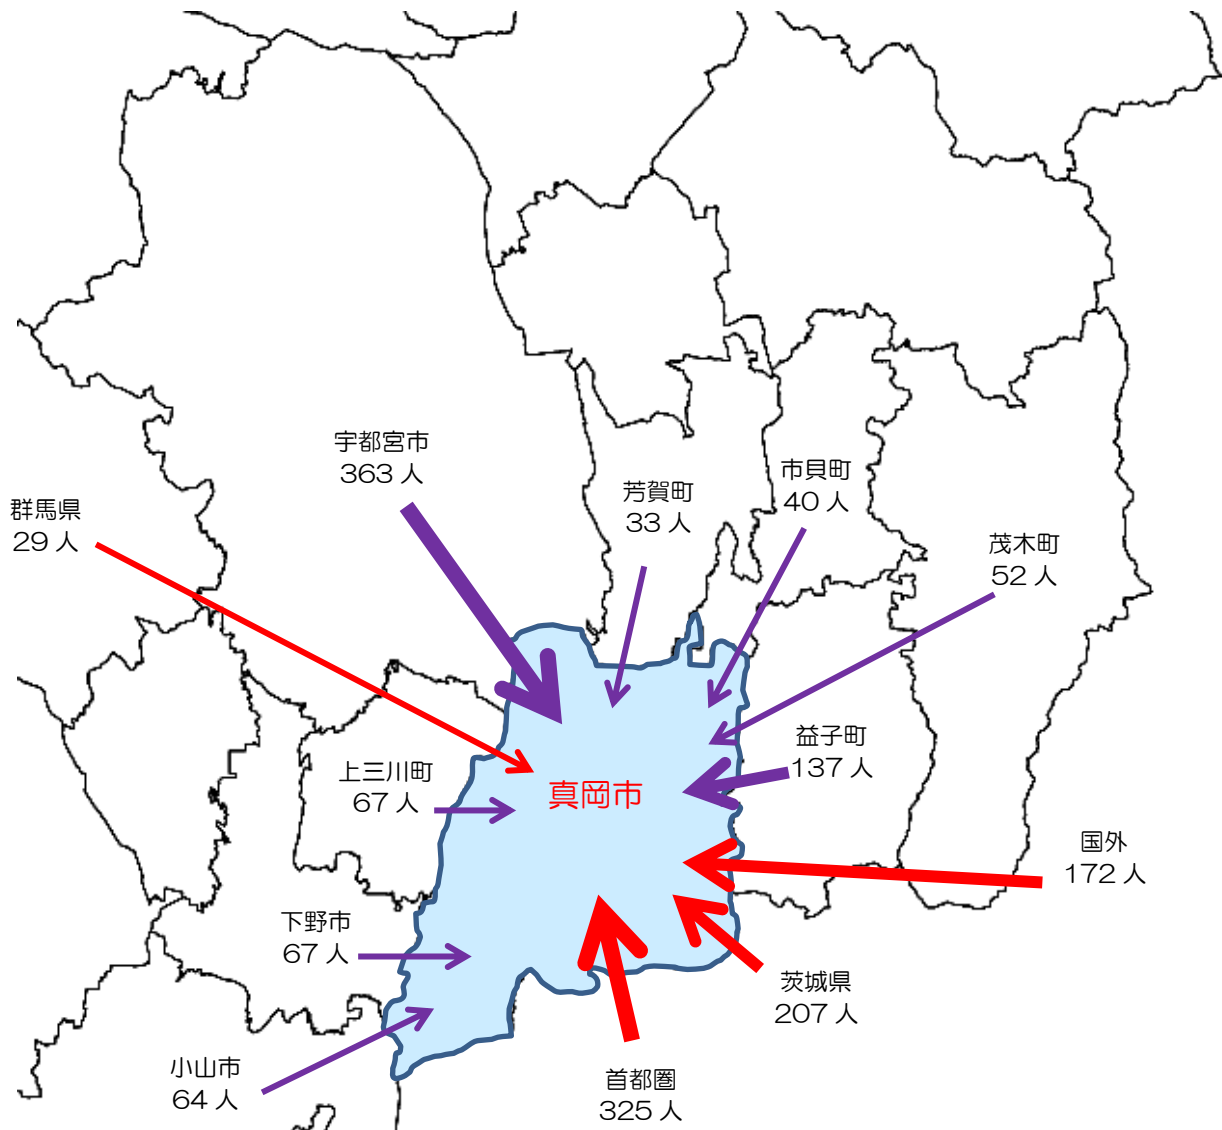 宇都宮市
363 人
市貝町
40 人
芳賀町
33 人
群馬県
29 人
茂木町
52 人
益子町
137 人
上三川町
67 人
真岡市
国外
172 人
下野市
67 人
茨城県
207 人
小山市
64 人
首都圏
325 人